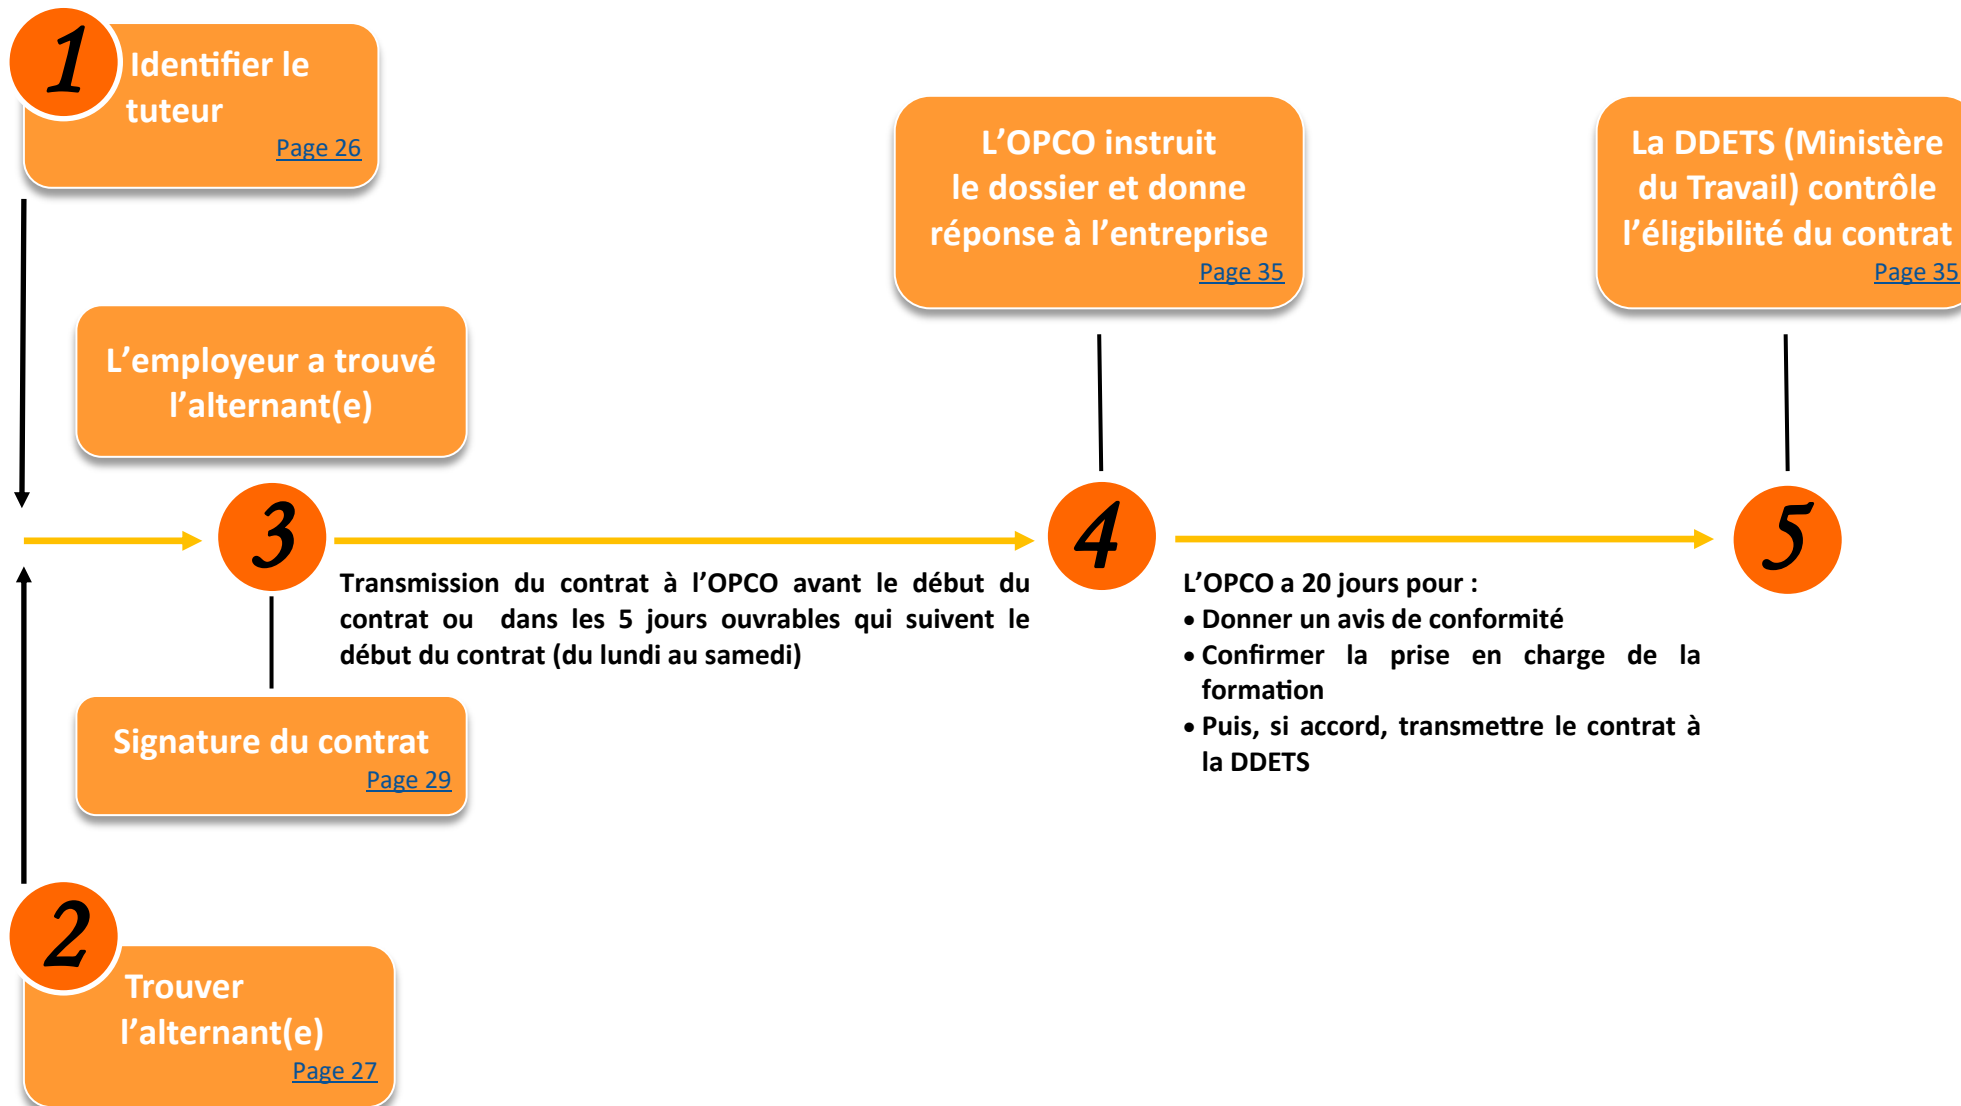 1
Identifier le
tuteur
Page 26
L’OPCO instruit
le dossier et donne
réponse à l’entreprise
Page 35
La DDETS (Ministère
du Travail) contrôle
l’éligibilité du contrat
Page 35
L’employeur a trouvé
l’alternant(e)
3
4
5
Transmission du contrat à l’OPCO avant le début du
contrat ou dans les 5 jours ouvrables qui suivent le
début du contrat (du lundi au samedi)
L’OPCO a 20 jours pour :
• Donner un avis de conformité
• Confirmer la prise en charge de la
formation
• Puis, si accord, transmettre le contrat à
la DDETS
Signature du contrat
Page 29
2
Trouver
l’alternant(e)
Page 27